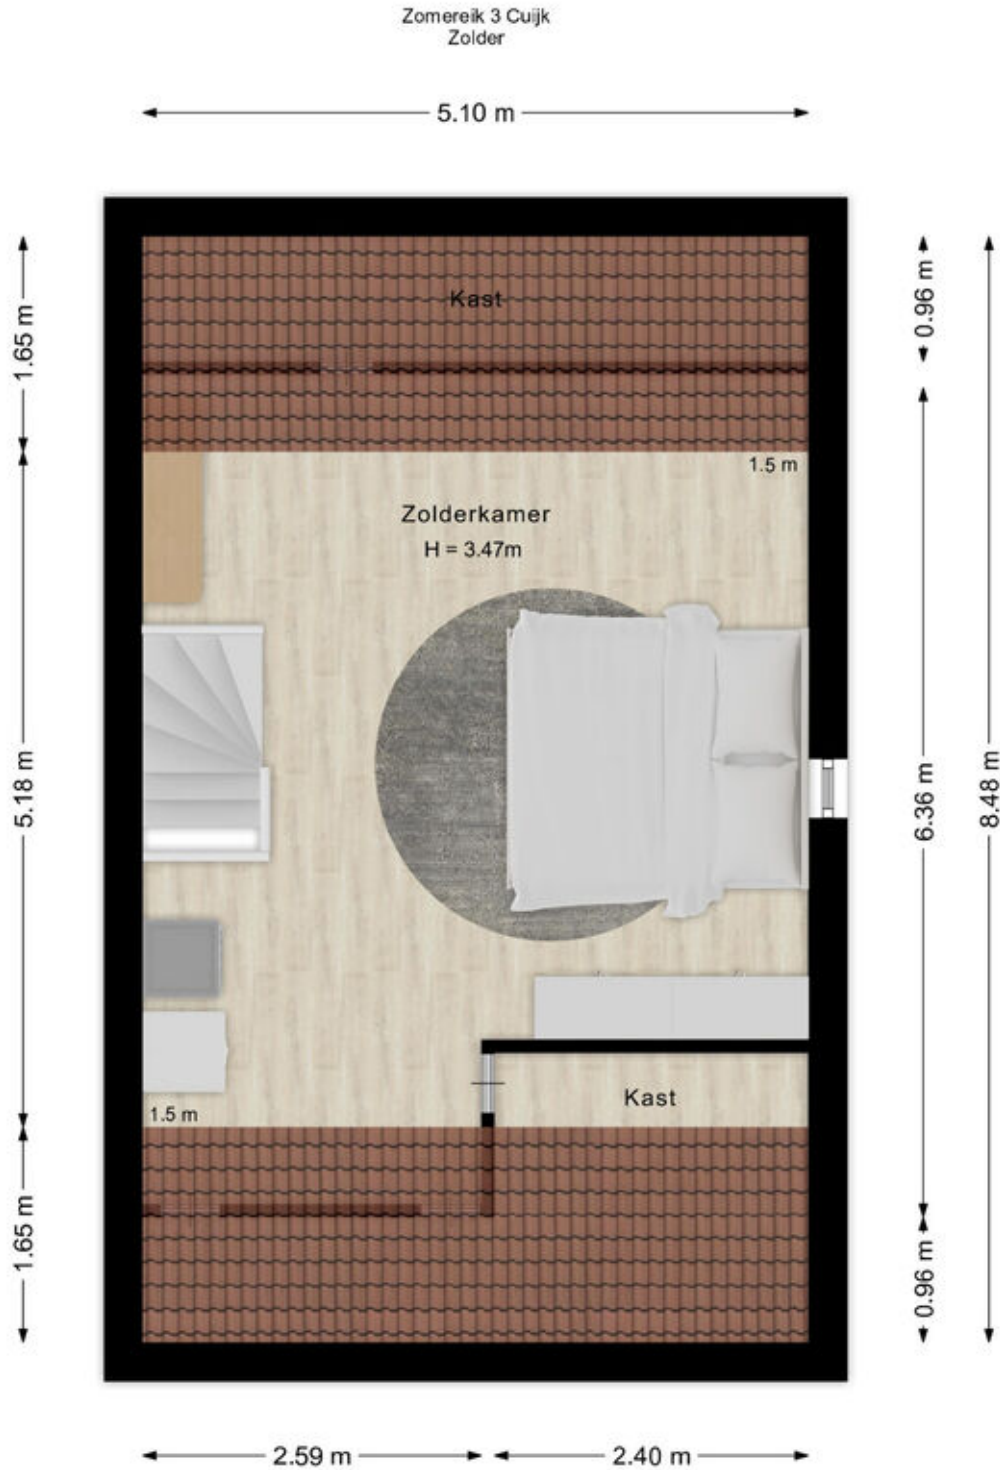 Zomereik 3 Cuijk
Zolder
5.10 m
Kast
1.65 m
0.96 m
1.5 m
Zolderkamer
H = 3.47m
5.18 m
6.36 m
8.48 m
Kast
1.5 m
1.65 m
0.96 m
2.59 m
2.40 m